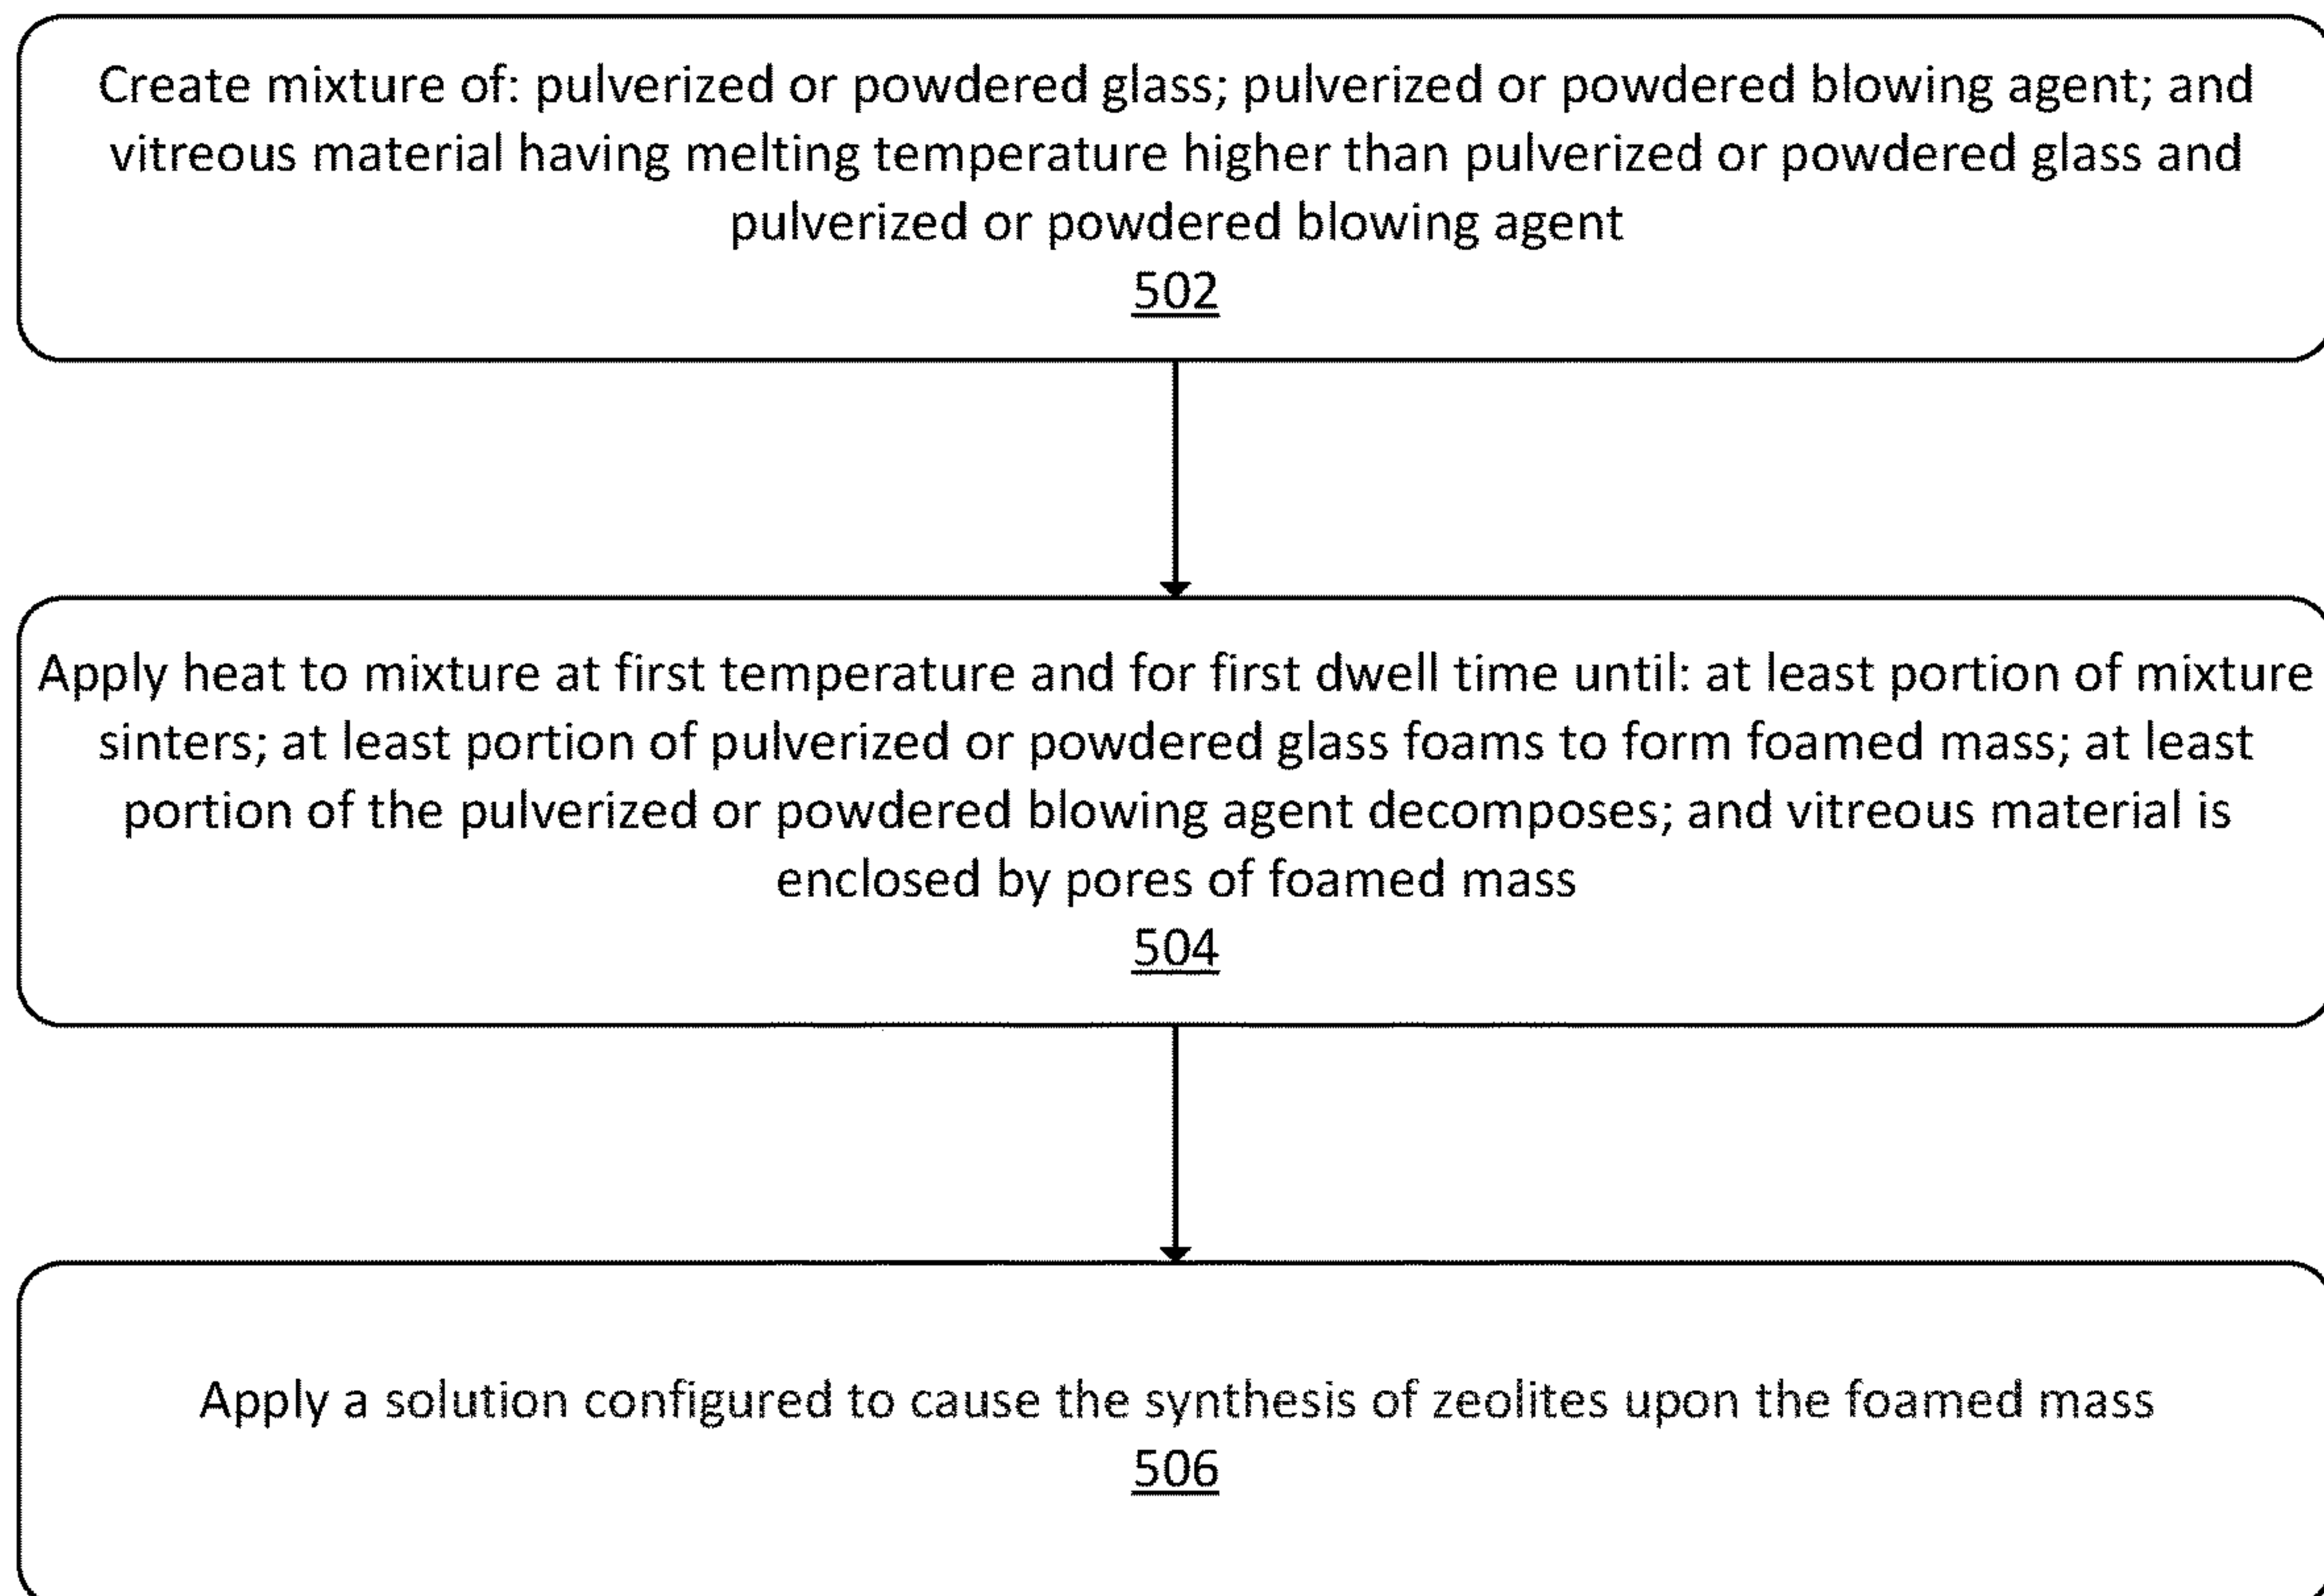 Create mixture of: pulverized or powdered glass; pulverized or powdered blowing agent; and
vitreous material having melting temperature higher than pulverized or powdered glass and
pulverized or powdered blowing agent
502
Apply heat to mixture at first temperature and for first dwell time until: at least portion of mixture
sinters; at least portion of pulverized or powdered glass foams to form foamed mass; at least
portion of the pulverized or powdered blowing agent decomposes; and vitreous material is
enclosed by pores of foamed mass
504
Apply a solution configured to cause the synthesis of zeolites upon the foamed mass
506